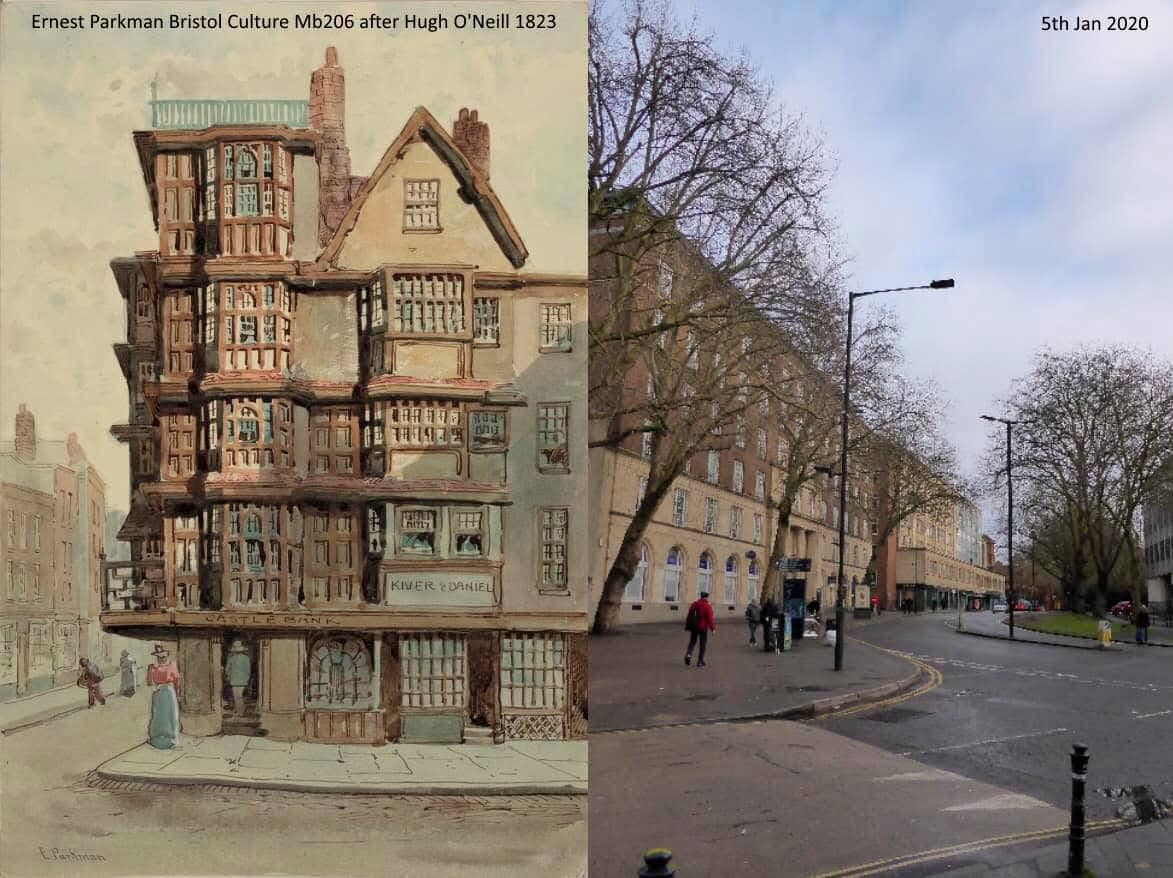 Ernest Parkman Bristol Culture Mb206 after Hugh O'Neill 1823
5th Jan 2020
KIVER & DANIEL
CASTLE BANK
E. Parkman